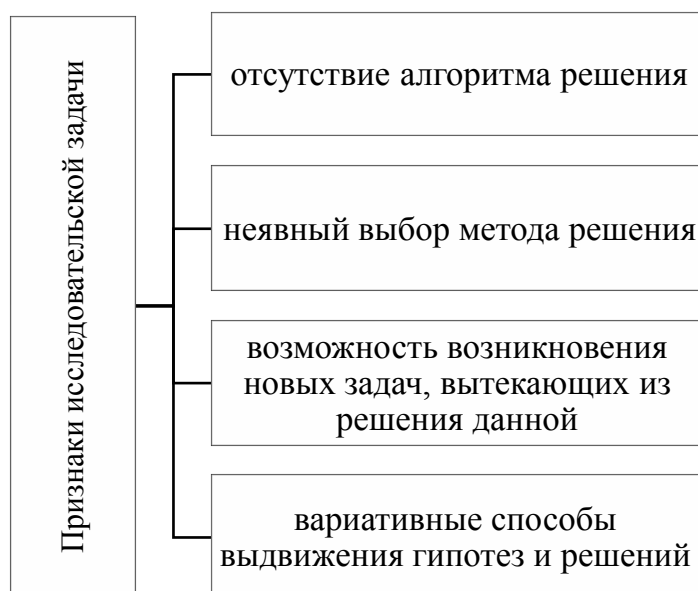 Признаки исследовательской задачи
отсутствие алгоритма решения
неявный выбор метода решения
возможность возникновения
новых задач, вытекающих из
решения данной
вариативные способы
выдвижения гипотез и решений